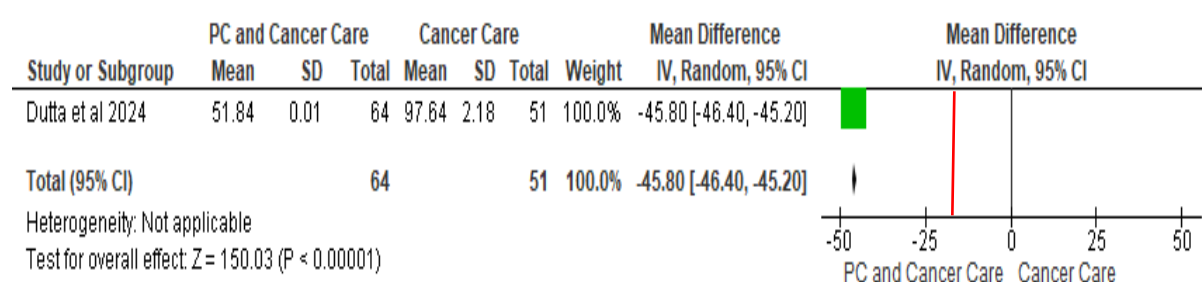 PC and Cancer Care Cancer Care Mean Difference Mean Difference
Study or Subgroup Mean SD Total Mean SD Total Weight IV, Random, 95% CI IV, Random, 95% CI
Dutta et al 2024 51.84 0.01 64 97.64 2.18 51 100.0% -45.80 [-46.40, -45.20]
Total (95% CI) 64 51 100.0% -45.80 [-46.40, -45.20]
Heterogeneity: Not applicable
Test for overall effect: Z = 150.03 (P < 0.00001)
-50 -25 0 25 50
PC and Cancer Care Cancer Care